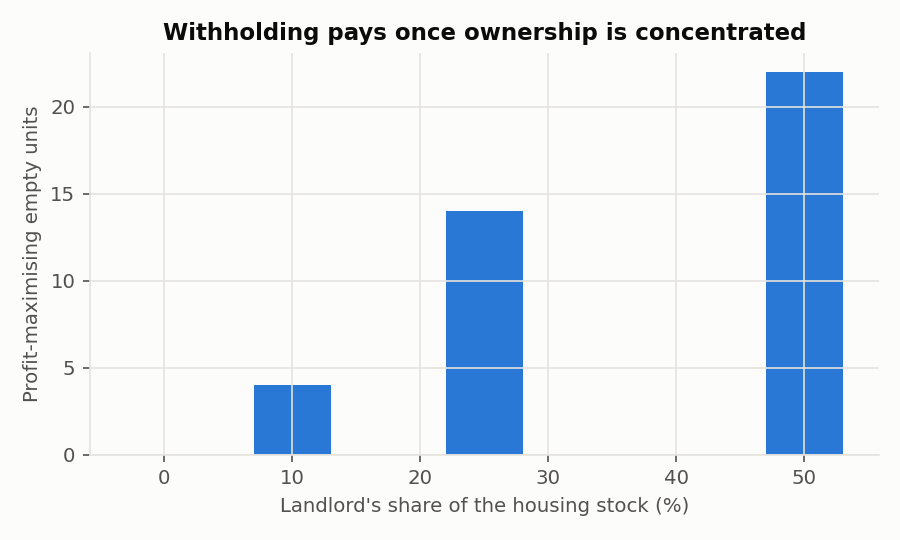 Withholding pays once ownership is concentrated
Profit-maximising empty units
20
15
10
5
0
0 10 20 30 40 50
Landlord's share of the housing stock (%)